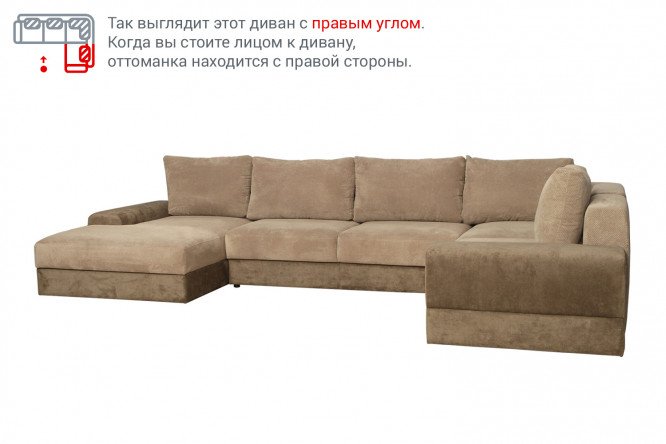 Так выглядит этот диван с правым углом.
Когда вы стоите лицом к дивану,
оттоманка находится с правой стороны.